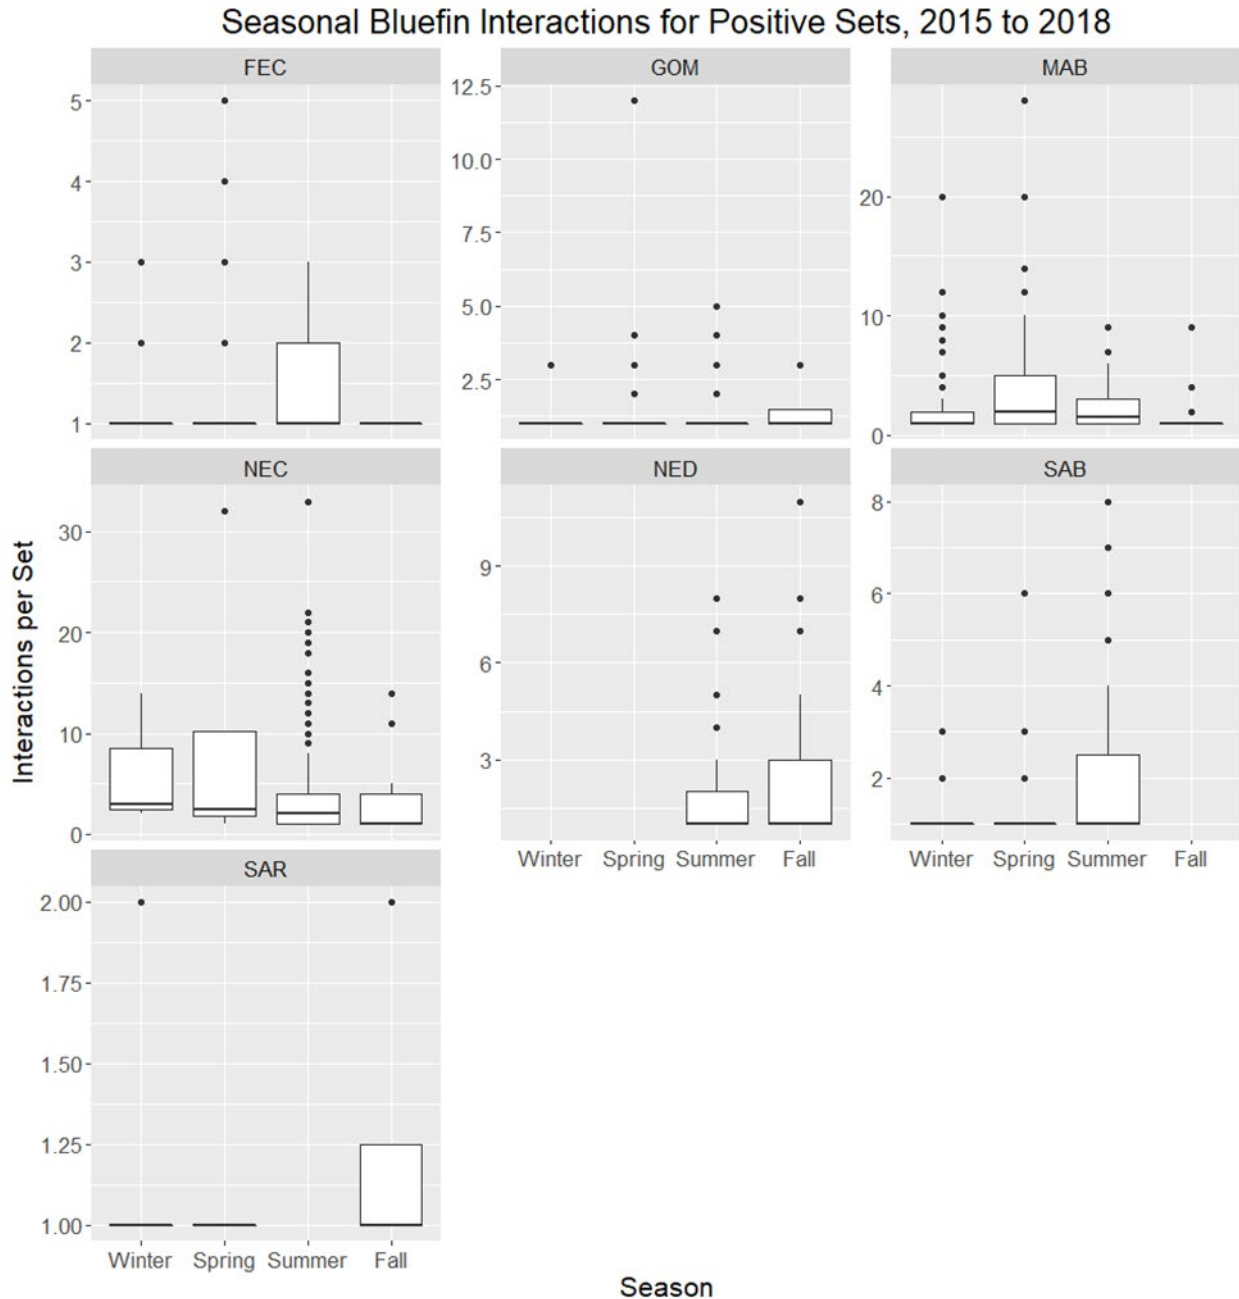 Seasonal Bluefin Interactions for Positive Sets, 2015 to 2018
FEC
GOM
MAB
5
4
3
2
1
12.5
10.0
7.5
5.0
2.5
20
10
0
NEC
NED
SAB
Interactions per Set
30
20
10
0
9
6
3
8
6
4
2
Winter Spring Summer Fall
Winter Spring Summer Fall
SAR
2.00
1.75
1.50
1.25
1.00
Winter Spring Summer Fall
Season